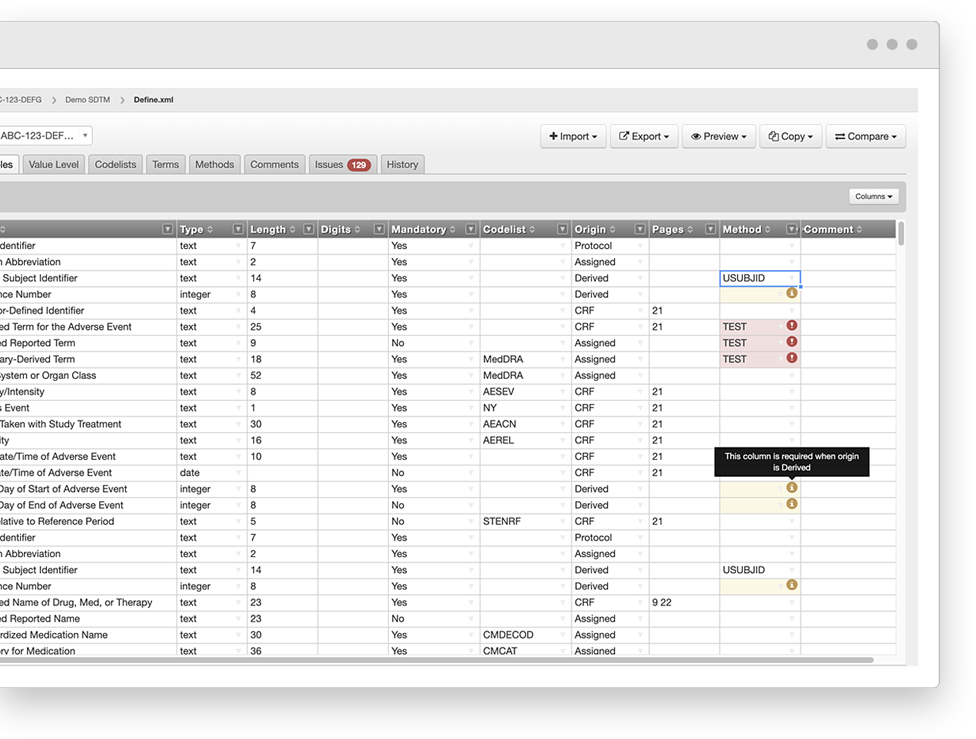 C-123-DEFG > Demo SDTM > Define.xml
ABC-123-DEF...
Import Export Preview Copy Compare
les Value Level Codelists Terms Methods Comments Issues 129 History
Columns
Type Length Digits Mandatory Codelist Origin Pages Method Comment
dentifier text 7 Yes Protocol
n Abbreviation text 2 Yes Assigned
Subject Identifier text 14 Yes Derived USUBJID
nce Number integer 8 Yes Derived
or-Defined Identifier text 4 Yes CRF 21
ed Term for the Adverse Event text 25 Yes CRF 21 TEST
ed Reported Term text 9 No Assigned TEST
ary-Derived Term text 18 Yes MedDRA Assigned TEST
System or Organ Class text 52 Yes MedDRA Assigned
y/Intensity text 8 Yes AESEV CRF 21
s Event text 1 Yes NY CRF 21
Taken with Study Treatment text 30 Yes AEACN CRF 21
ity text 16 Yes AEREL CRF 21
ate/Time of Adverse Event text 10 Yes CRF 21
This column is required when origin
is Derived
te/Time of Adverse Event date No CRF 21
Day of Start of Adverse Event integer 8 Yes Derived
Day of End of Adverse Event integer 8 No Derived
elative to Reference Period text 5 No STENRF CRF 21
dentifier text 7 Yes Protocol
n Abbreviation text 2 Yes Assigned
Subject Identifier text 14 Yes Derived USUBJID
nce Number integer 8 Yes Derived
ed Name of Drug, Med, or Therapy text 23 Yes CRF 9 22
ed Reported Name text 23 No Assigned
rdized Medication Name text 30 Yes CMDECOD Assigned
ory for Medication text 36 Yes CMCAT Assigned